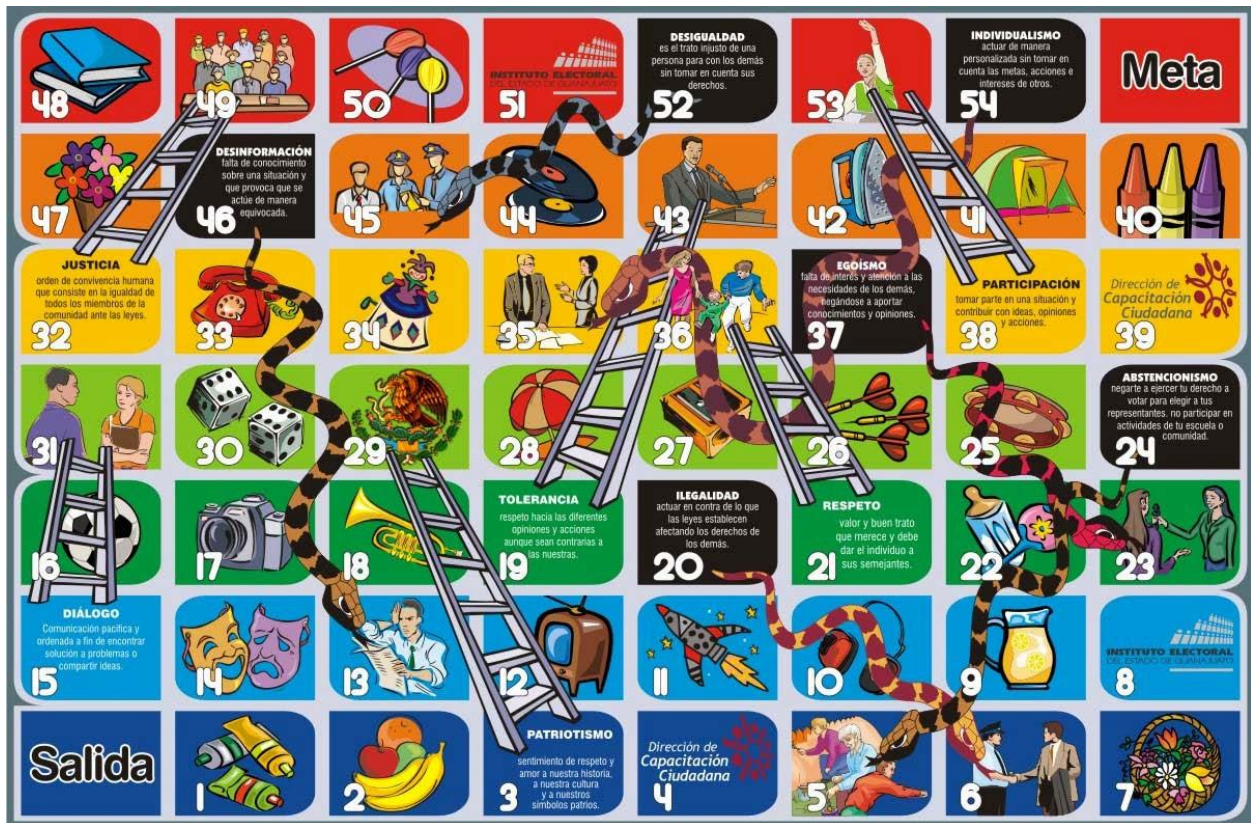 48
49
50
INSTITUTO ELECTORAL
DEL ESTADO DE GUANAJUATO
51
DESIGUALDAD
es el trato injusto de una
persona para con los demás
sin tomar en cuenta sus
derechos.
52
53
INDIVIDUALISMO
actuar de manera
personalizada sin tomar en
cuenta las metas, acciones e
intereses de otros.
54
Meta
47
DESINFORMACIÓN
falta de conocimiento
sobre una situación y
que provoca que se
actúe de manera
equivocada.
46
45
44
43
42
41
40
JUSTICIA
orden de convivencia humana
que consiste en la igualdad de
todos los miembros de la
comunidad ante las leyes.
32
33
34
35
36
EGOÍSMO
falta de interés y atención a las
necesidades de los demás,
negándose a aportar
conocimientos y opiniones.
37
PARTICIPACIÓN
tomar parte en una situación y
contribuir con ideas, opiniones
y acciones.
38
Dirección de
Capacitación
Ciudadana
39
31
30
29
28
27
26
25
ABSTENCIONISMO
negarte a ejercer tu derecho a
votar para elegir a tus
representantes. no participar en
actividades de tu escuela o
comunidad.
24
16
17
18
TOLERANCIA
respeto hacia las diferentes
opiniones y acciones
aunque sean contrarias a
las nuestras.
19
ILEGALIDAD
actuar en contra de lo que
las leyes establecen
afectando los derechos de
los demás.
20
RESPETO
valor y buen trato
que merece y debe
dar el individuo a
sus semejantes.
21
22
23
DIÁLOGO
Comunicación pacífica y
ordenada a fin de encontrar
solución a problemas o
compartir ideas.
15
14
13
12
11
10
9
INSTITUTO ELECTORAL
DEL ESTADO DE GUANAJUATO
8
Salida
1
2
PATRIOTISMO
sentimiento de respeto y
amor a nuestra historia,
a nuestra cultura
y a nuestros
símbolos patrios.
3
Dirección de
Capacitación
Ciudadana
4
5
6
7